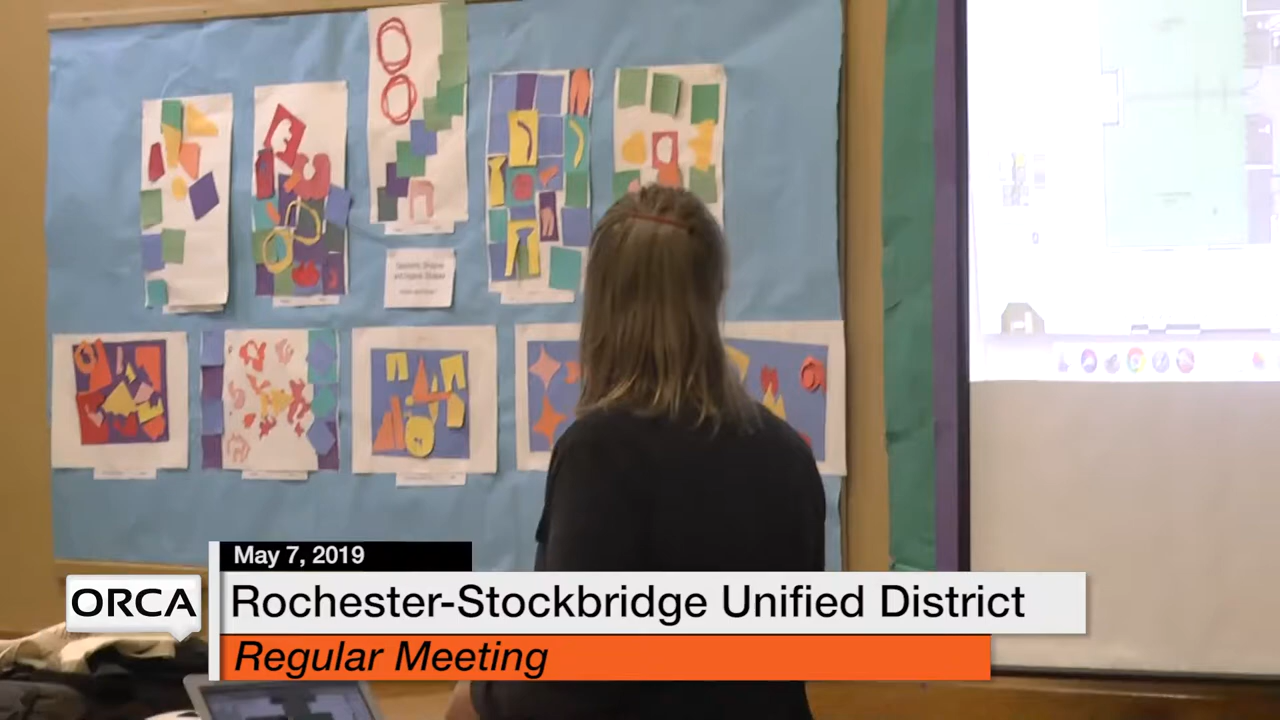 May 7, 2019
ORCA
Rochester-Stockbridge Unified District
Regular Meeting